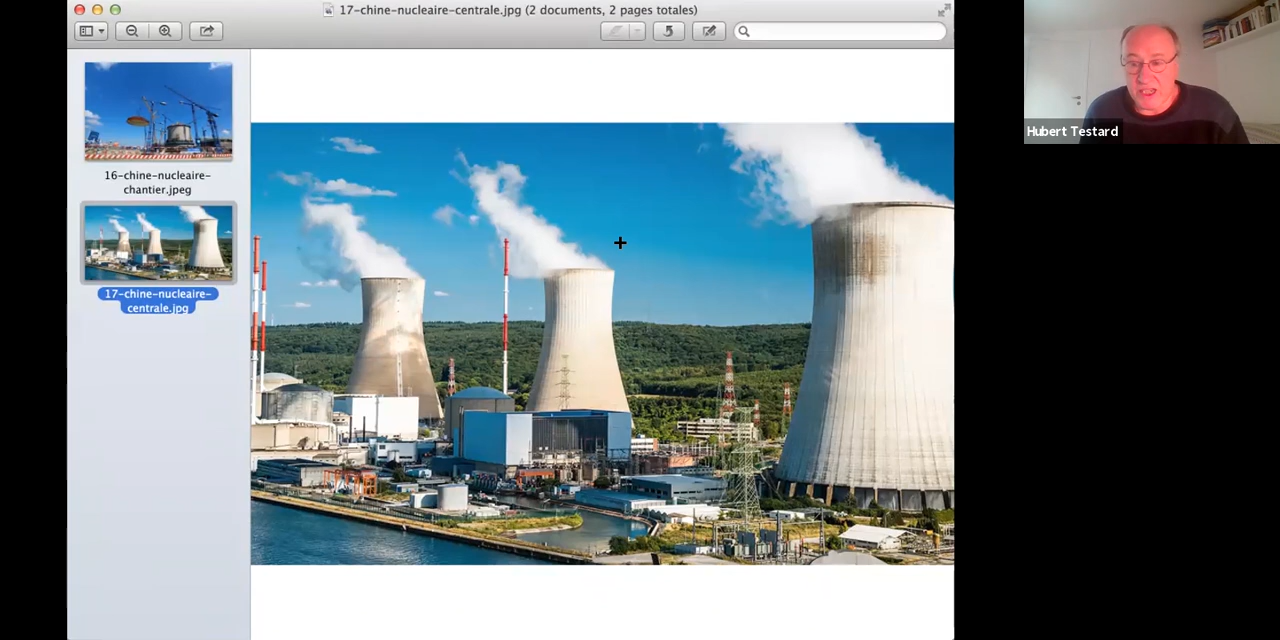 17-chine-nucleaire-centrale.jpg (2 documents, 2 pages totales)
16-chine-nucleaire-
chantier.jpeg
17-chine-nucleaire-
centrale.jpg
Hubert Testard